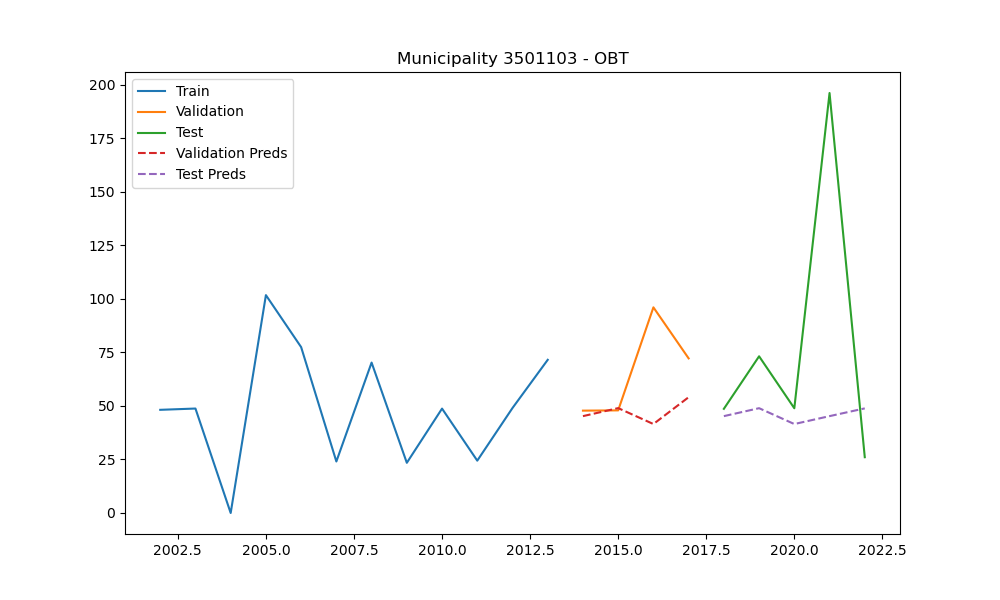 Municipality 3501103 - OBT
Train
Validation
Test
Validation Preds
Test Preds
200
175
150
125
100
75
50
25
0
2002.5 2005.0 2007.5 2010.0 2012.5 2015.0 2017.5 2020.0 2022.5